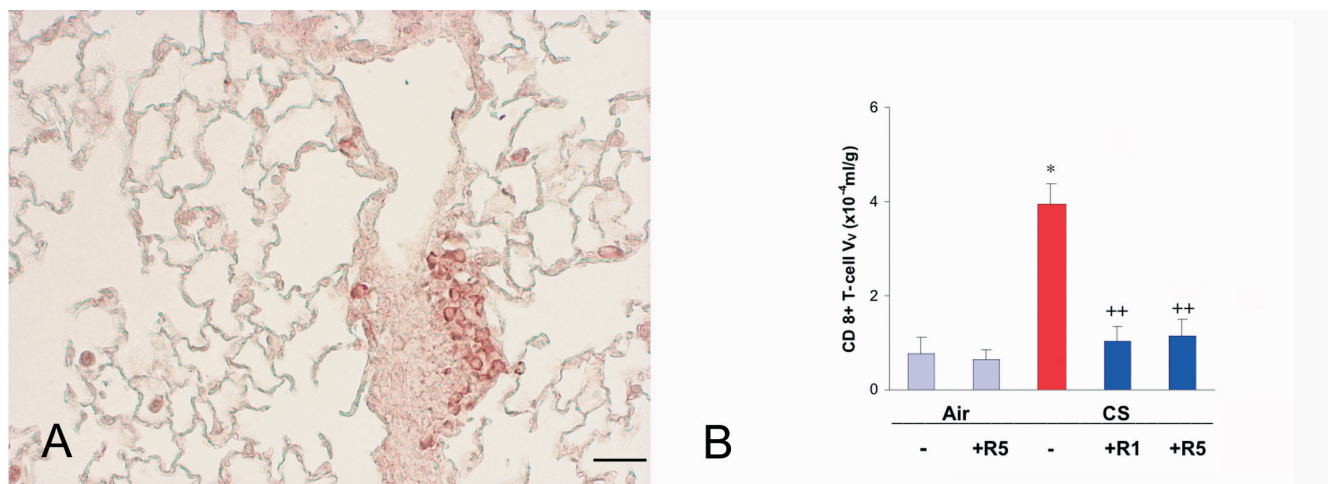 A
B
CD 8+ T-cell Vv (x10-4ml/g)
6
4
2
0
*
++
++
Air
CS
- +R5 - +R1 +R5